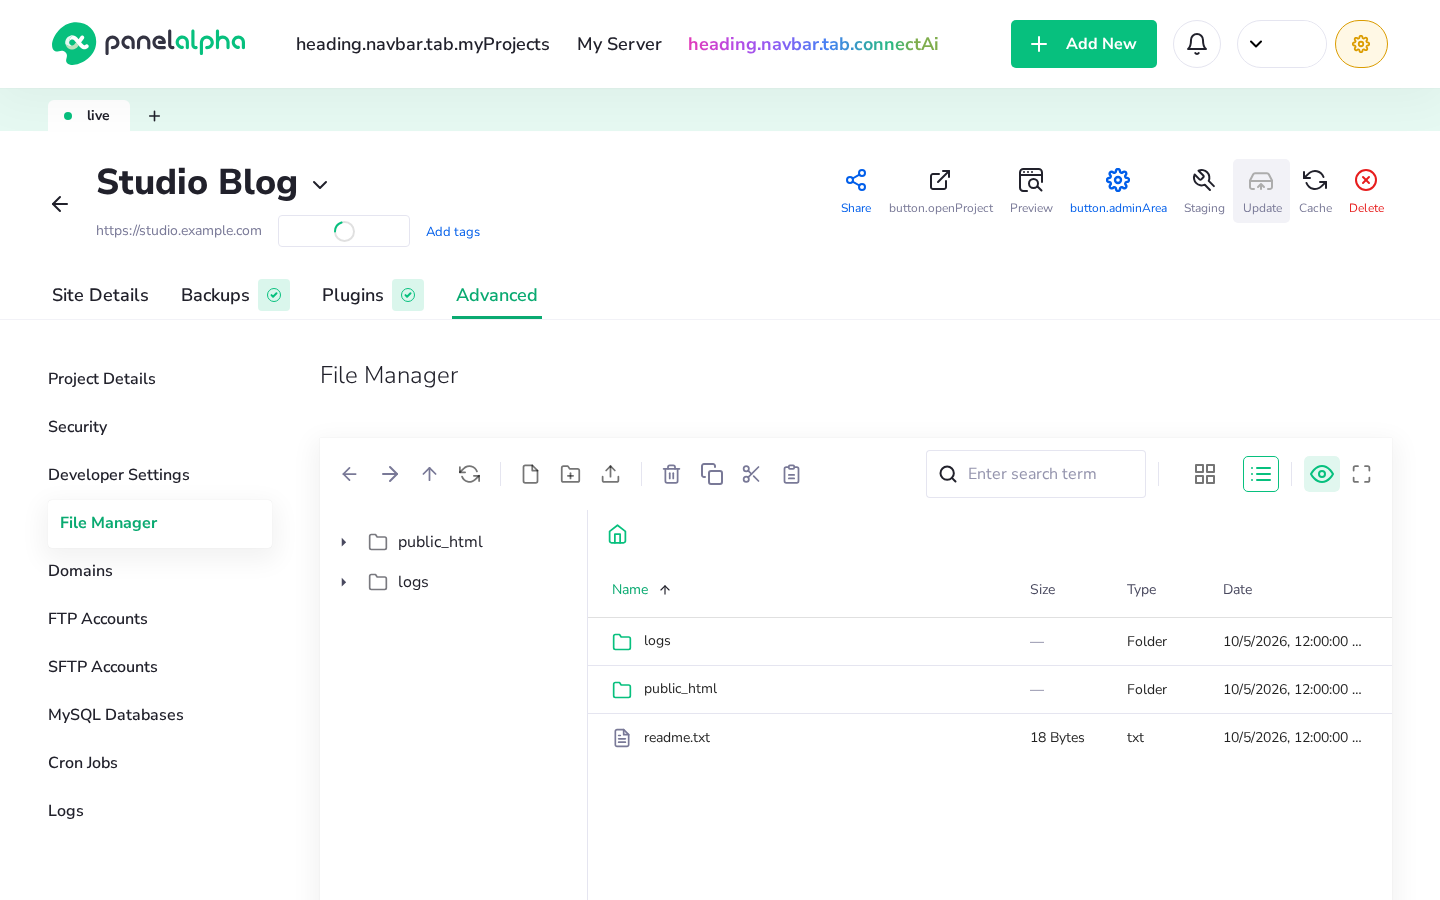 panelalpha
heading.navbar.tab.myProjects
My Server
heading.navbar.tab.connectAi
Add New
live
Studio Blog
https://studio.example.com
Add tags
Share
button.openProject
Preview
button.adminArea
Staging
Update
Cache
Delete
Site Details
Backups
Plugins
Advanced
Project Details
Security
Developer Settings
File Manager
Domains
FTP Accounts
SFTP Accounts
MySQL Databases
Cron Jobs
Logs
File Manager
Enter search term
public_html
logs
Name Size Type Date
logs — Folder 10/5/2026, 12:00:00 ...
public_html — Folder 10/5/2026, 12:00:00 ...
readme.txt 18 Bytes txt 10/5/2026, 12:00:00 ...